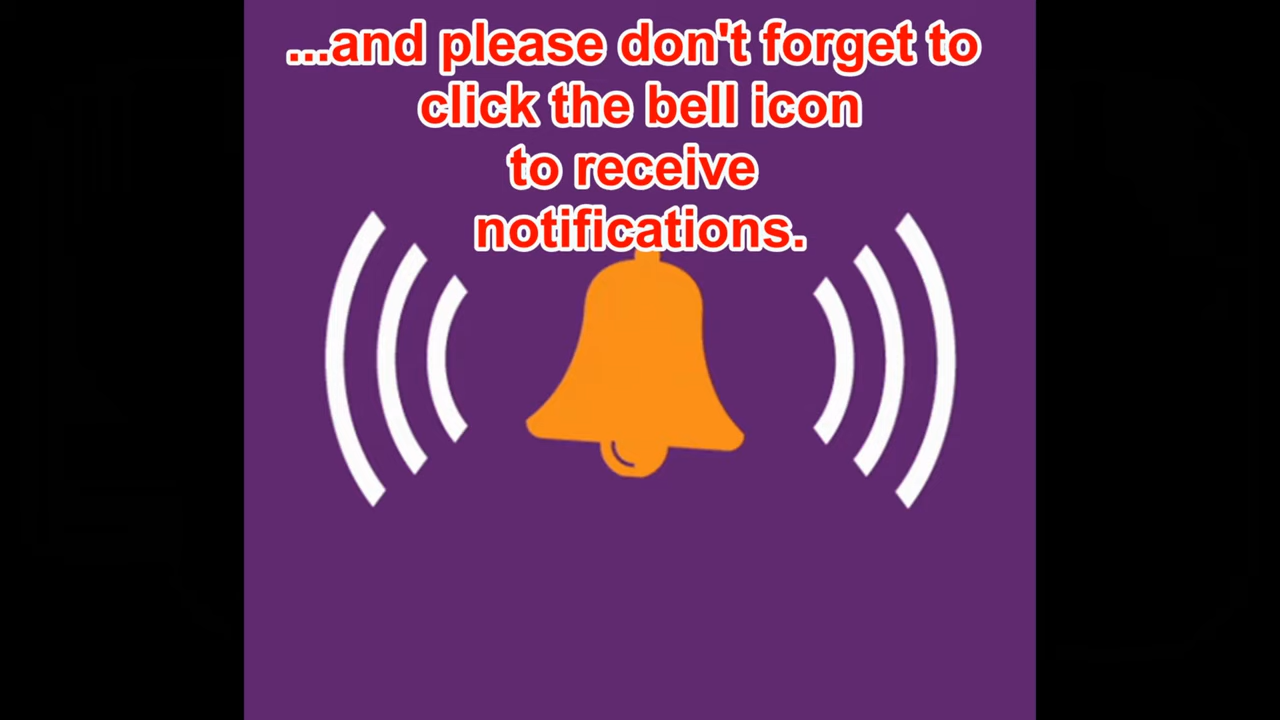 ...and please don't forget to
click the bell icon
to receive
notifications.